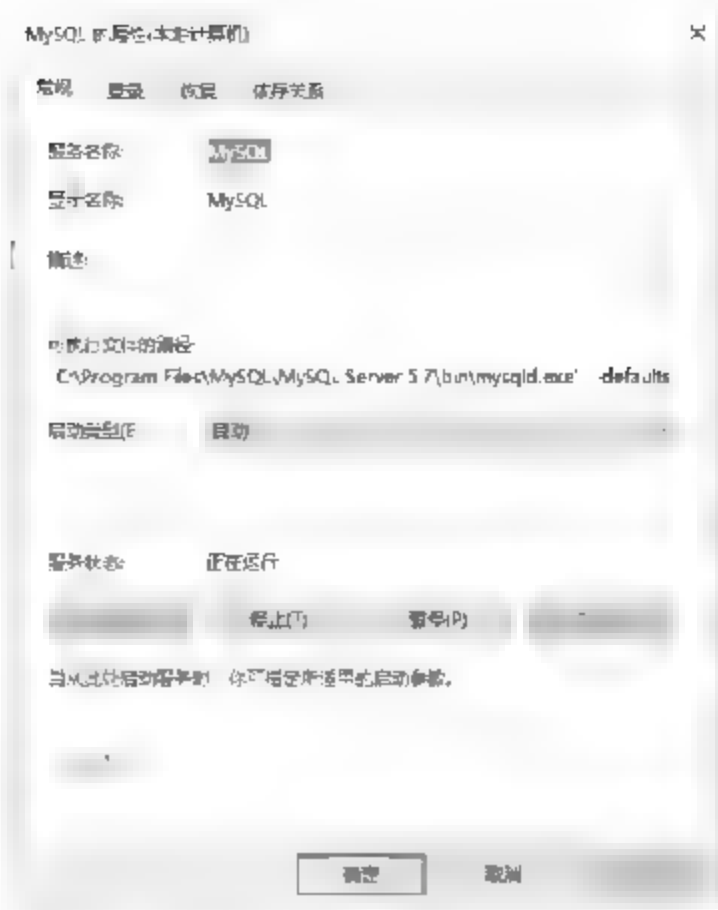 MySQL 的属性(本地计算机)
常规 登录 恢复 依存关系
服务名称: MySQL
显示名称: MySQL
描述:
可执行文件的路径:
C:\Program Files\MySQL\MySQL Server 5.7\bin\mysqld.exe" --defaults
启动类型(E 自动
服务状态: 正在运行
停止(T) 暂停(P)
当从此处启动服务时，你可指定所适用的启动参数。
确定 取消